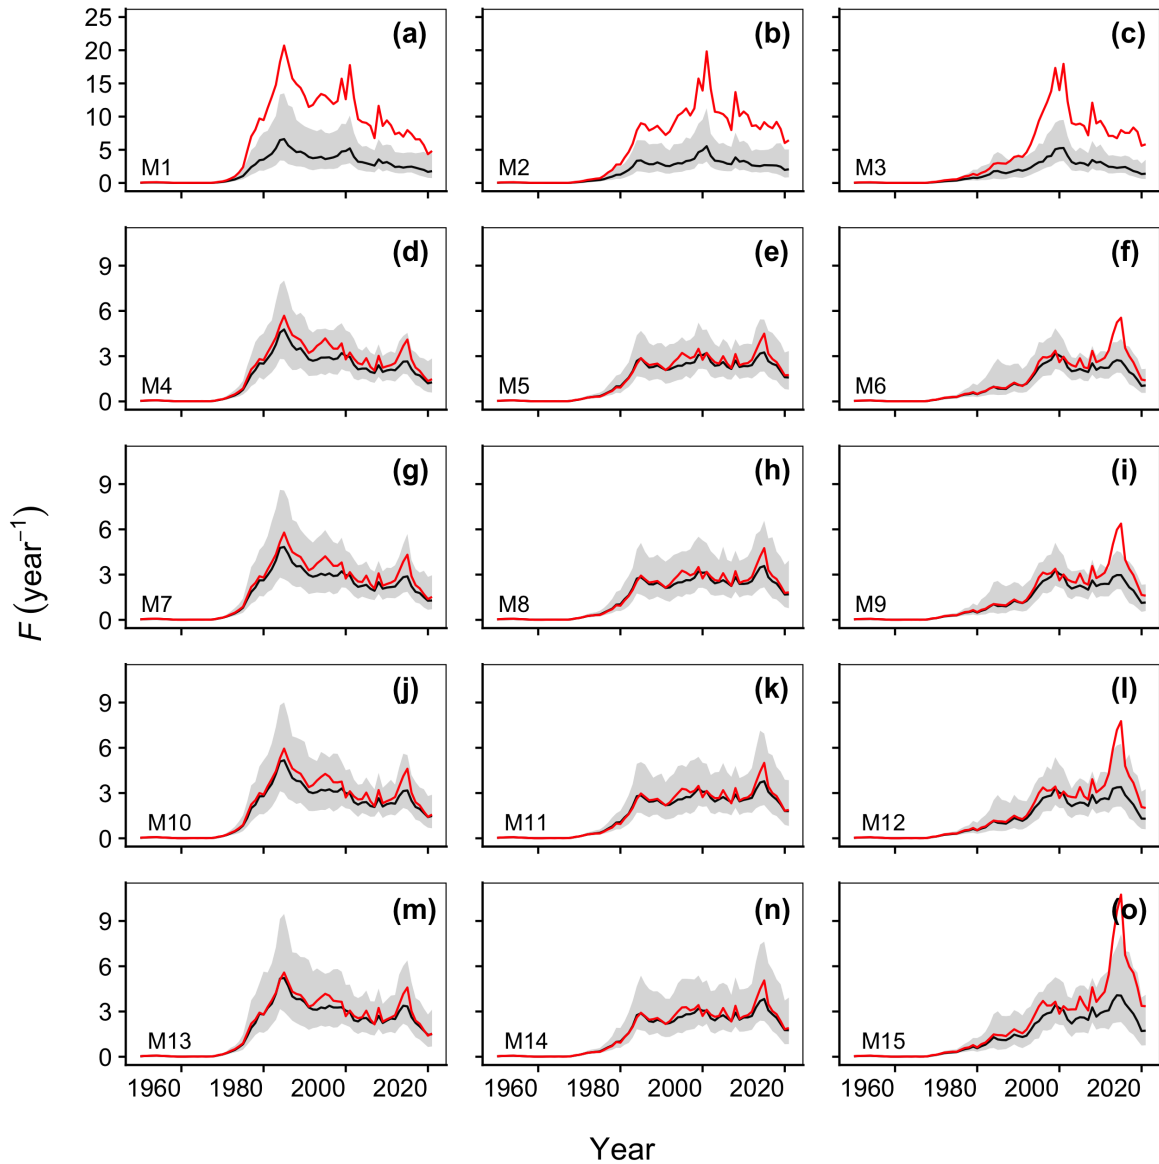 25
20
15
10
5
0
(a)
M1
(b)
M2
(c)
M3
9
6
3
0
(d)
M4
(e)
M5
(f)
M6
9
6
3
0
(g)
M7
(h)
M8
(i)
M9
9
6
3
0
(j)
M10
(k)
M11
(l)
M12
9
6
3
0
(m)
M13
(n)
M14
(o)
M15
1960 1980 2000 2020
1960 1980 2000 2020
1960 1980 2000 2020
F (year⁻¹)
Year